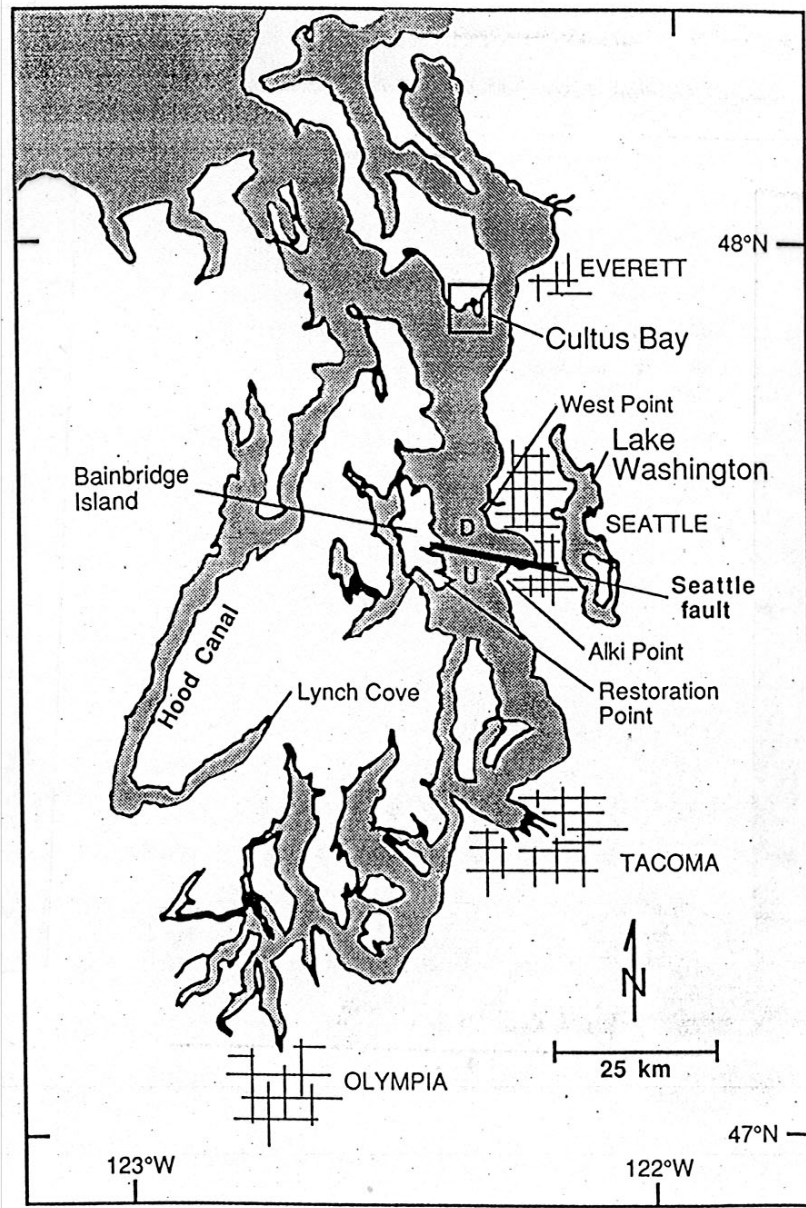 48°N
EVERETT
Cultus Bay
West Point
Lake
Washington
Bainbridge
Island
D
SEATTLE
U
Seattle
fault
Alki Point
Restoration
Point
Hood Canal
Lynch Cove
TACOMA
N
25 km
OLYMPIA
47°N
123°W
122°W